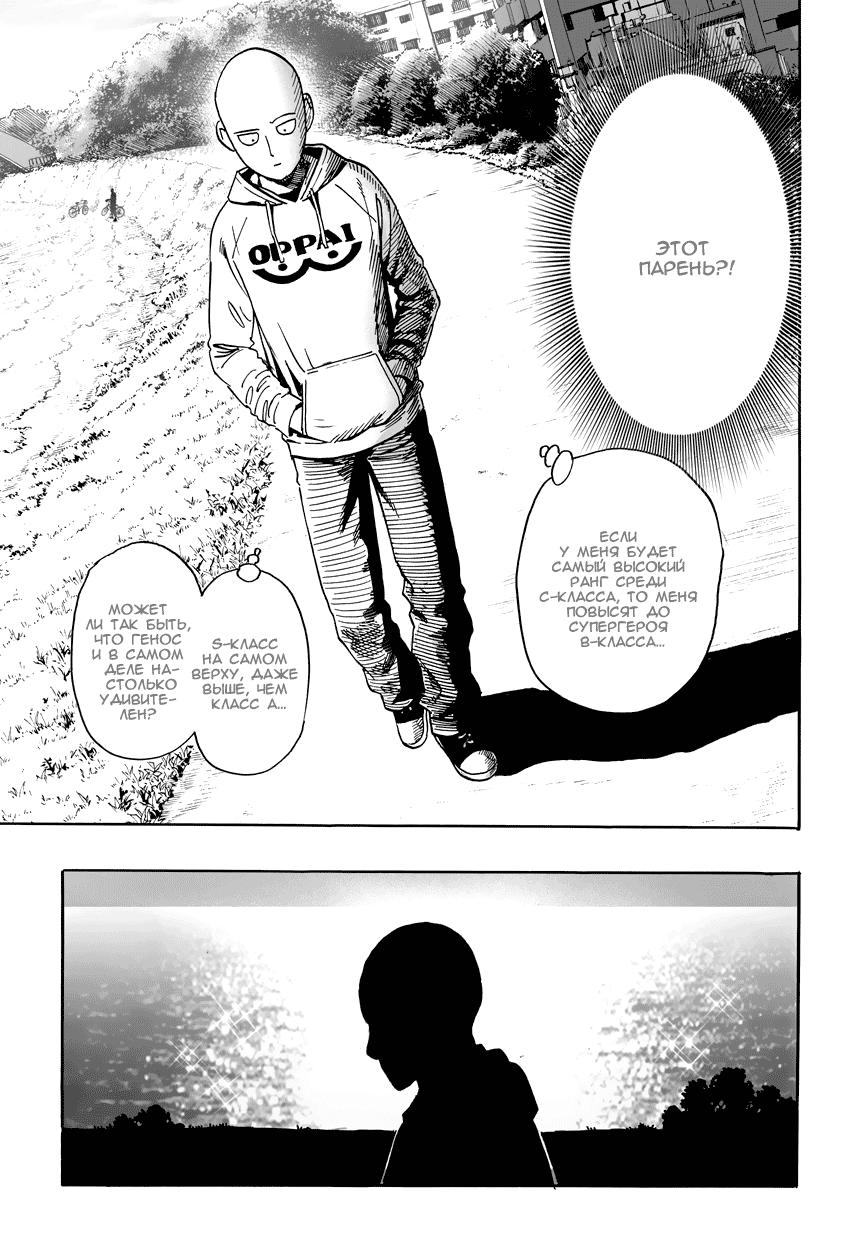 ЭТОТ
ПАРЕНЬ?!
ЕСЛИ
У МЕНЯ БУДЕТ
САМЫЙ ВЫСОКИЙ
РАНГ СРЕДИ
С-КЛАССА, ТО МЕНЯ
ПОВЫСЯТ ДО
СУПЕРГЕРОЯ
В-КЛАССА...
OPPAI
S-КЛАСС
НА САМОМ
ВЕРХУ, ДАЖЕ
ВЫШЕ, ЧЕМ
КЛАСС А...
МОЖЕТ
ЛИ ТАК БЫТЬ,
ЧТО ГЕНОС
И В САМОМ
ДЕЛЕ НА-
СТОЛЬКО
УДИВИТЕ-
ЛЕН?